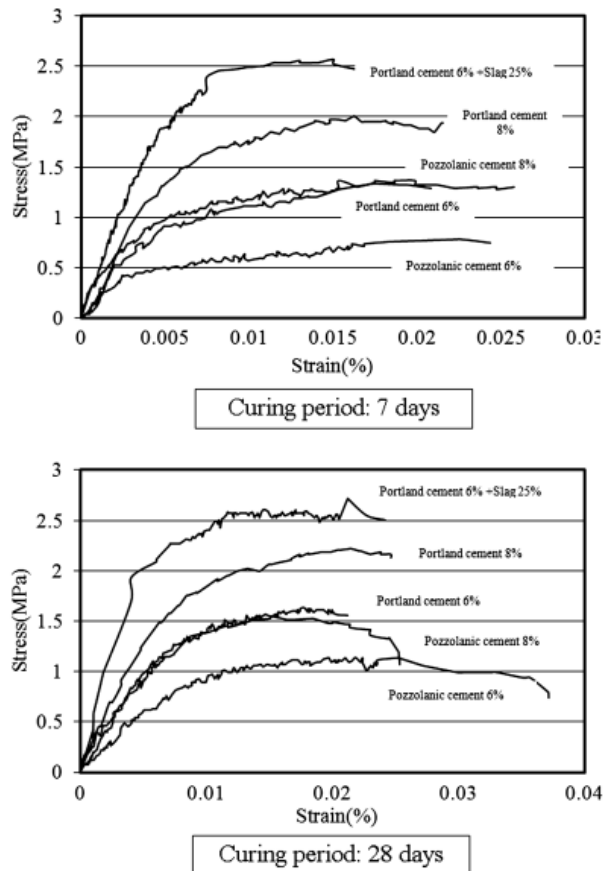 3
2.5
2
1.5
1
0.5
0
Stress(MPa)
Portland cement 6% +Slag 25%
Portland cement
8%
Pozzolanic cement 8%
Portland cement 6%
Pozzolanic cement 6%
0 0.005 0.01 0.015 0.02 0.025 0.03
Strain(%)
Curing period: 7 days
3
2.5
2
1.5
1
0.5
0
Stress(MPa)
Portland cement 6% +Slag 25%
Portland cement 8%
Portland cement 6%
Pozzolanic cement 8%
Pozzolanic cement 6%
0 0.01 0.02 0.03 0.04
Strain(%)
Curing period: 28 days